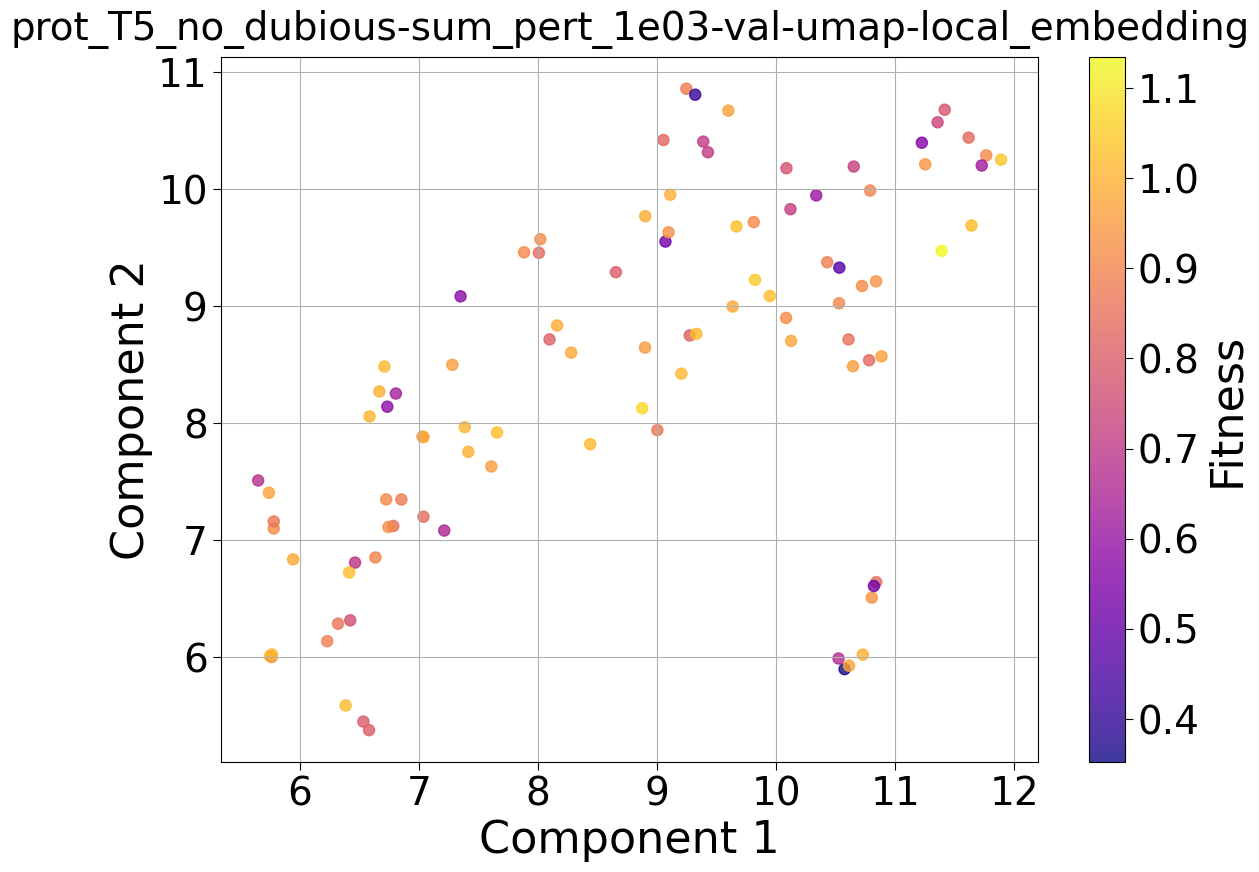 prot_T5_no_dubious-sum_pert_1e03-val-umap-local_embedding
11
10
9
8
7
6
Component 2
6 7 8 9 10 11 12
Component 1
1.1
1.0
0.9
0.8
0.7
0.6
0.5
0.4
Fitness